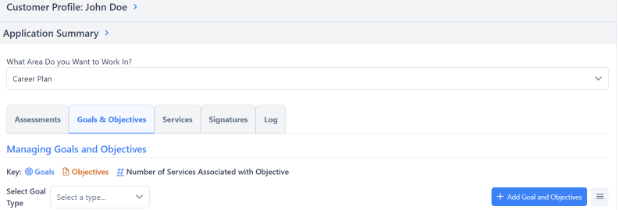 Customer Profile: John Doe >
Application Summary >
What Area Do you Want to Work In?
Career Plan
Assessments Goals & Objectives Services Signatures Log
Managing Goals and Objectives
Key: Goals Objectives # Number of Services Associated with Objective
Select Goal Type Select a type... + Add Goal and Objectives